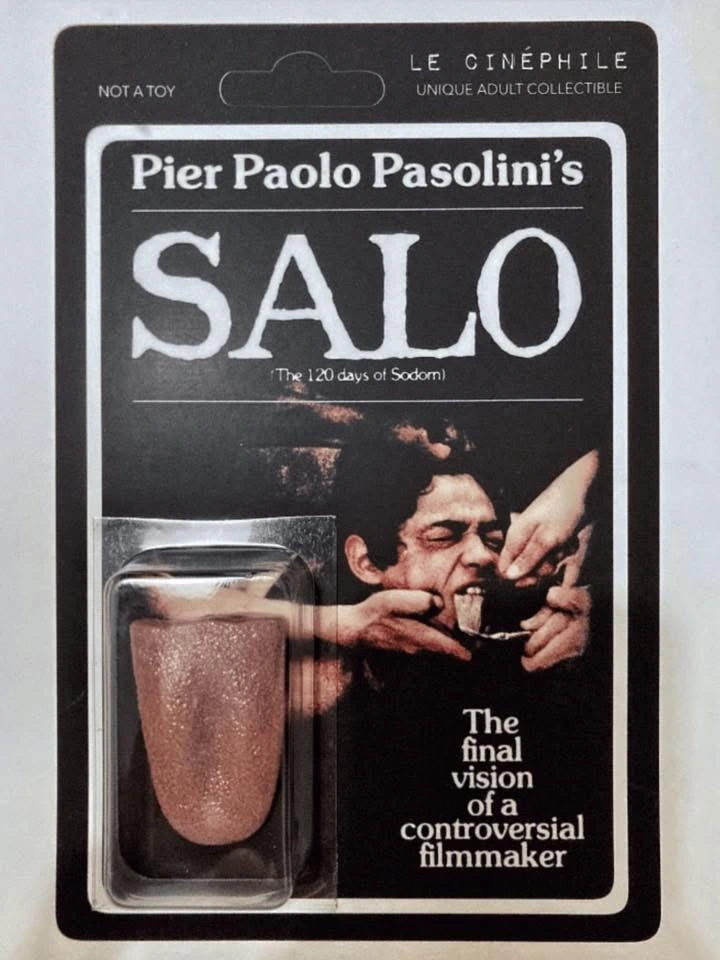 LE CINÉPHILE
NOT A TOY
UNIQUE ADULT COLLECTIBLE
Pier Paolo Pasolini's
SALO
(The 120 days of Sodom)
The
final
vision
of a
controversial
filmmaker